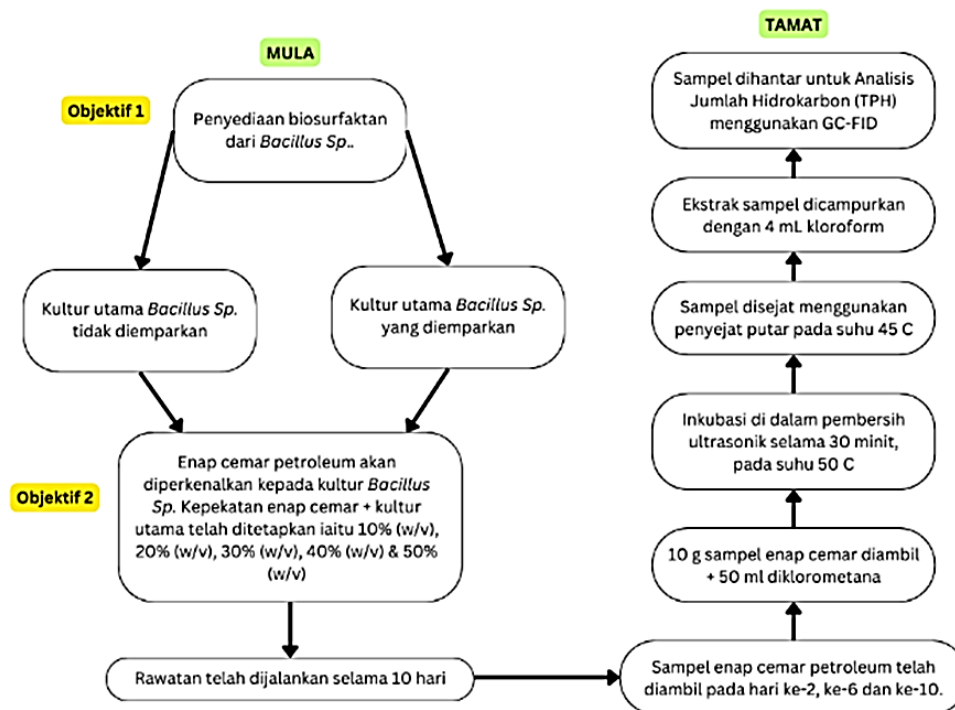 MULA
Objektif 1
Penyediaan biosurfaktan
dari Bacillus Sp..
Kultur utama Bacillus Sp.
tidak diemparkan
Kultur utama Bacillus Sp.
yang diemparkan
Objektif 2
Enap cemar petroleum akan
diperkenalkan kepada kultur Bacillus
Sp. Kepekatan enap cemar + kultur
utama telah ditetapkan iaitu 10% (w/v),
20% (w/v), 30% (w/v), 40% (w/v) & 50%
(w/v)
Rawatan telah dijalankan selama 10 hari
Sampel enap cemar petroleum telah
diambil pada hari ke-2, ke-6 dan ke-10.
10 g sampel enap cemar diambil
+ 50 ml diklorometana
Inkubasi di dalam pembersih
ultrasonik selama 30 minit,
pada suhu 50 C
Sampel disejat menggunakan
penyejat putar pada suhu 45 C
Ekstrak sampel dicampurkan
dengan 4 mL kloroform
Sampel dihantar untuk Analisis
Jumlah Hidrokarbon (TPH)
menggunakan GC-FID
TAMAT